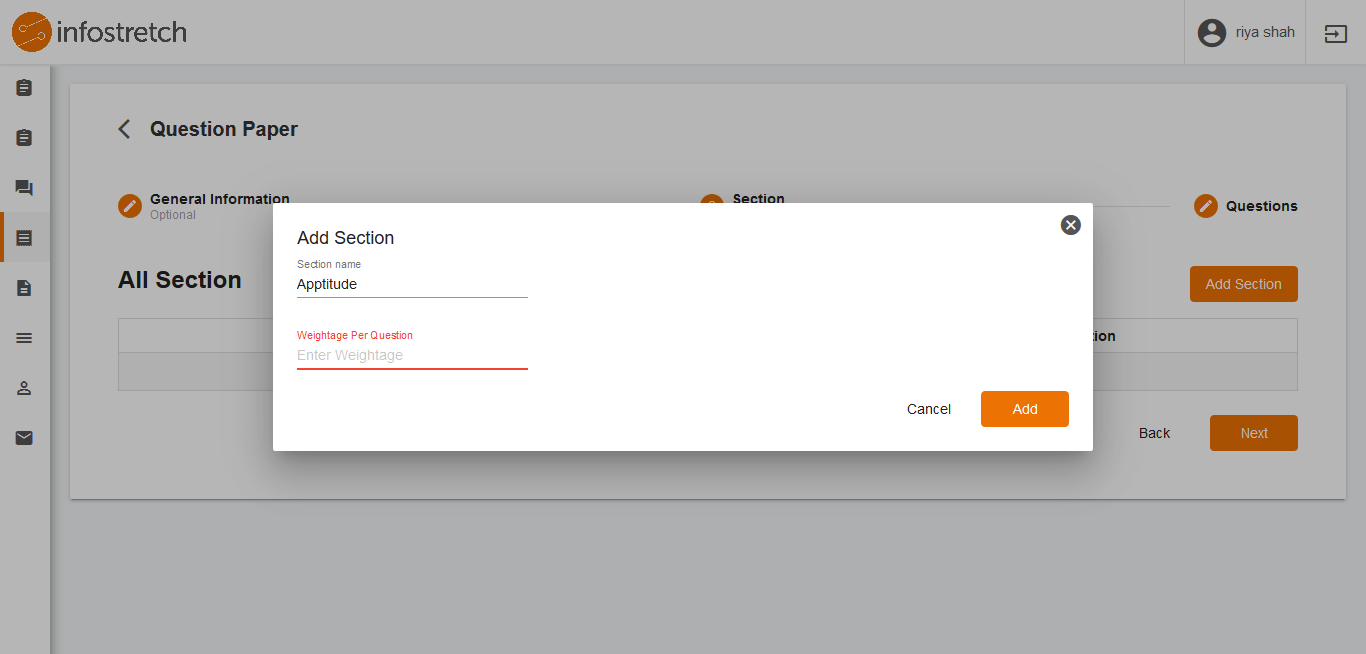 infostretch
riya shah
Question Paper
General Information
Optional
Section
Questions
All Section
Add Section
Add Section
Section name
Apptitude
Weightage Per Question
Enter Weightage
Cancel
Add
Back
Next